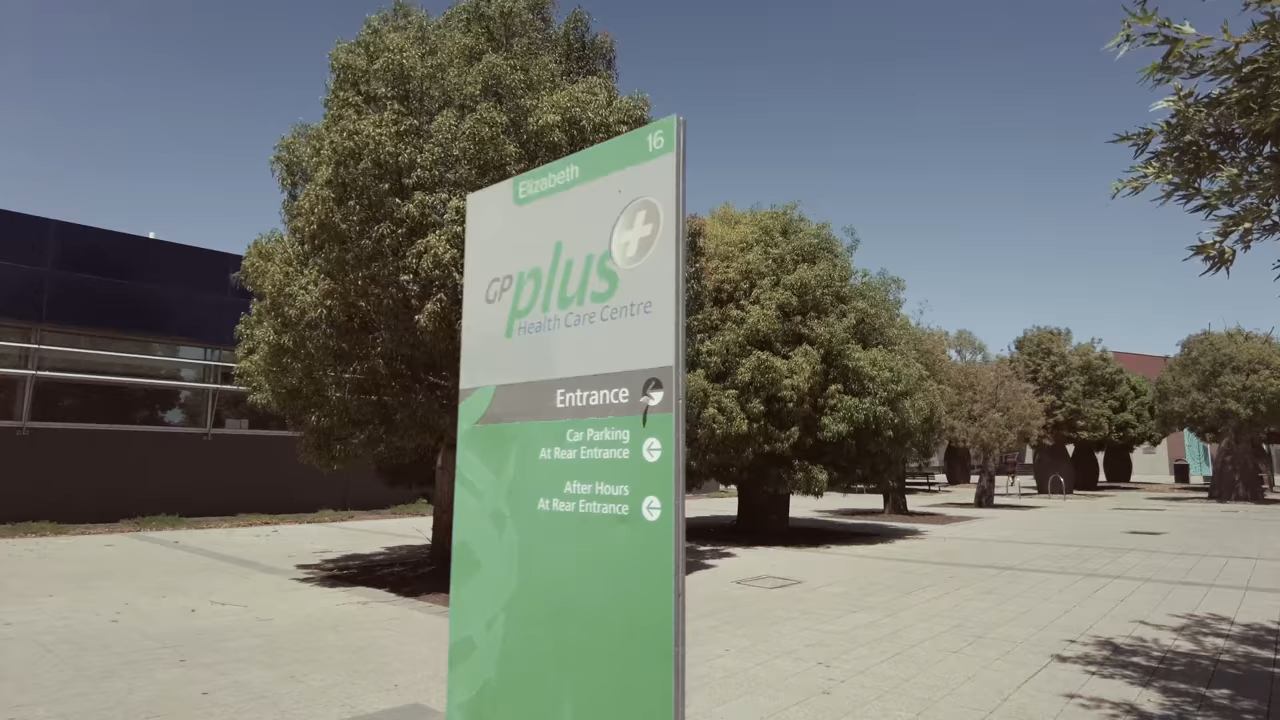 Elizabeth 16
GP plus
Health Care Centre
Entrance
Car Parking
At Rear Entrance
After Hours
At Rear Entrance